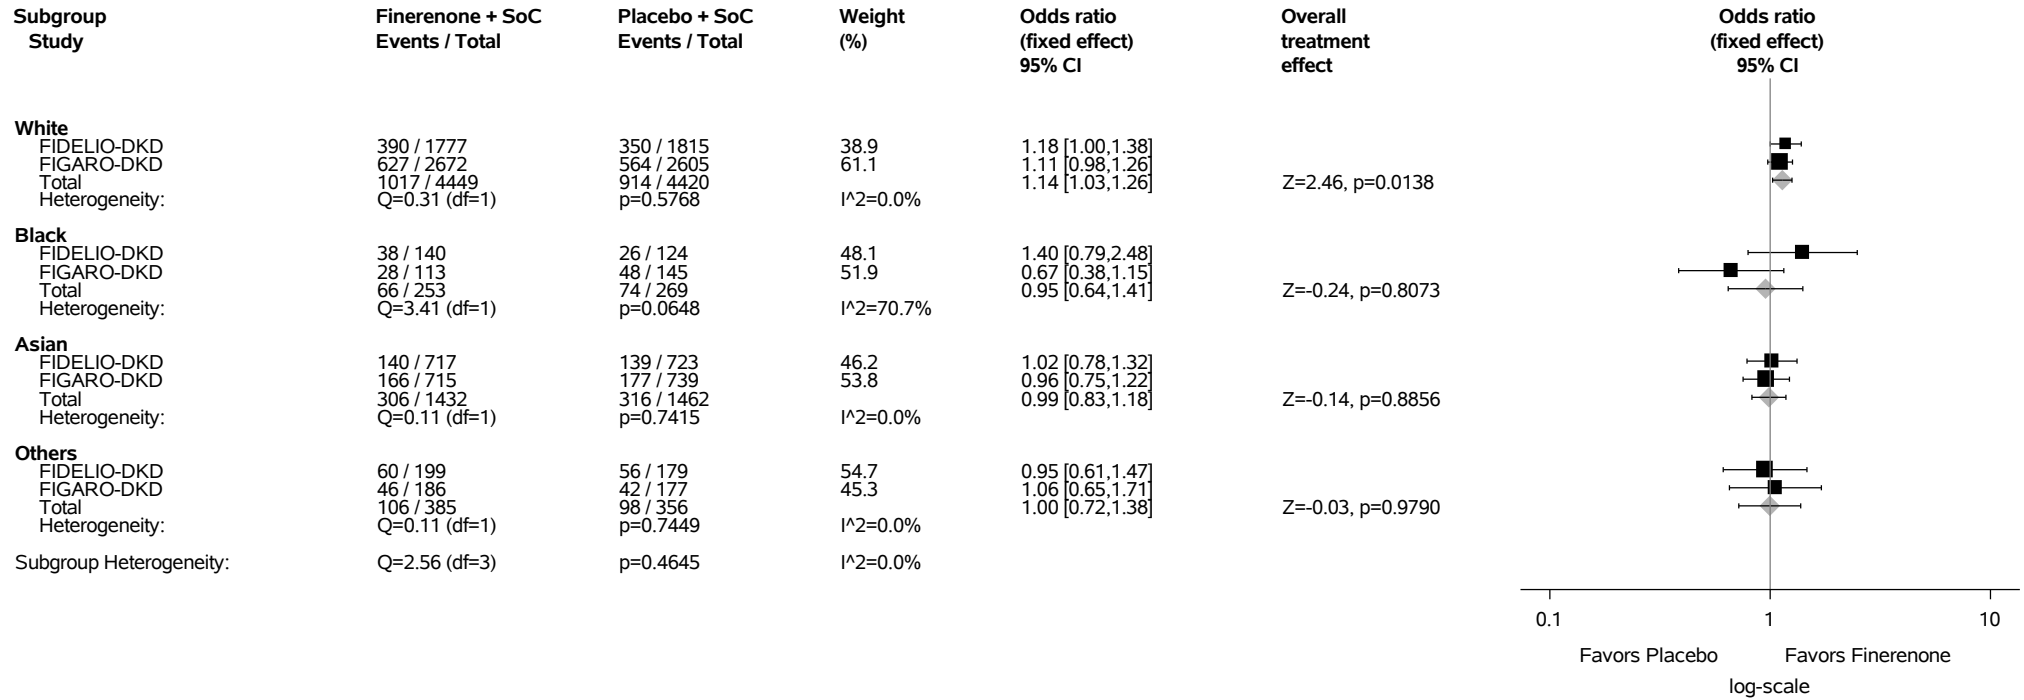 Subgroup Finerenone + SoC Placebo + SoC Weight Odds ratio Overall Odds ratio
Study Events / Total Events / Total (%) (fixed effect) treatment (fixed effect)
95% CI effect 95% CI
White
FIDELIO-DKD 390 / 1777 350 / 1815 38.9 1.18 [1.00,1.38]
FIGARO-DKD 627 / 2672 564 / 2605 61.1 1.11 [0.98,1.26]
Total 1017 / 4449 914 / 4420 1.14 [1.03,1.26] Z=2.46, p=0.0138
Heterogeneity: Q=0.31 (df=1) p=0.5768 I^2=0.0%
Black
FIDELIO-DKD 38 / 140 26 / 124 48.1 1.40 [0.79,2.48]
FIGARO-DKD 28 / 113 48 / 145 51.9 0.67 [0.38,1.15]
Total 66 / 253 74 / 269 0.95 [0.64,1.41] Z=-0.24, p=0.8073
Heterogeneity: Q=3.41 (df=1) p=0.0648 I^2=70.7%
Asian
FIDELIO-DKD 140 / 717 139 / 723 46.2 1.02 [0.78,1.32]
FIGARO-DKD 166 / 715 177 / 739 53.8 0.96 [0.75,1.22]
Total 306 / 1432 316 / 1462 0.99 [0.83,1.18] Z=-0.14, p=0.8856
Heterogeneity: Q=0.11 (df=1) p=0.7415 I^2=0.0%
Others
FIDELIO-DKD 60 / 199 56 / 179 54.7 0.95 [0.61,1.47]
FIGARO-DKD 46 / 186 42 / 177 45.3 1.06 [0.65,1.71]
Total 106 / 385 98 / 356 1.00 [0.72,1.38] Z=-0.03, p=0.9790
Heterogeneity: Q=0.11 (df=1) p=0.7449 I^2=0.0%
Subgroup Heterogeneity: Q=2.56 (df=3) p=0.4645 I^2=0.0%
0.1 1 10
Favors Placebo Favors Finerenone
log-scale